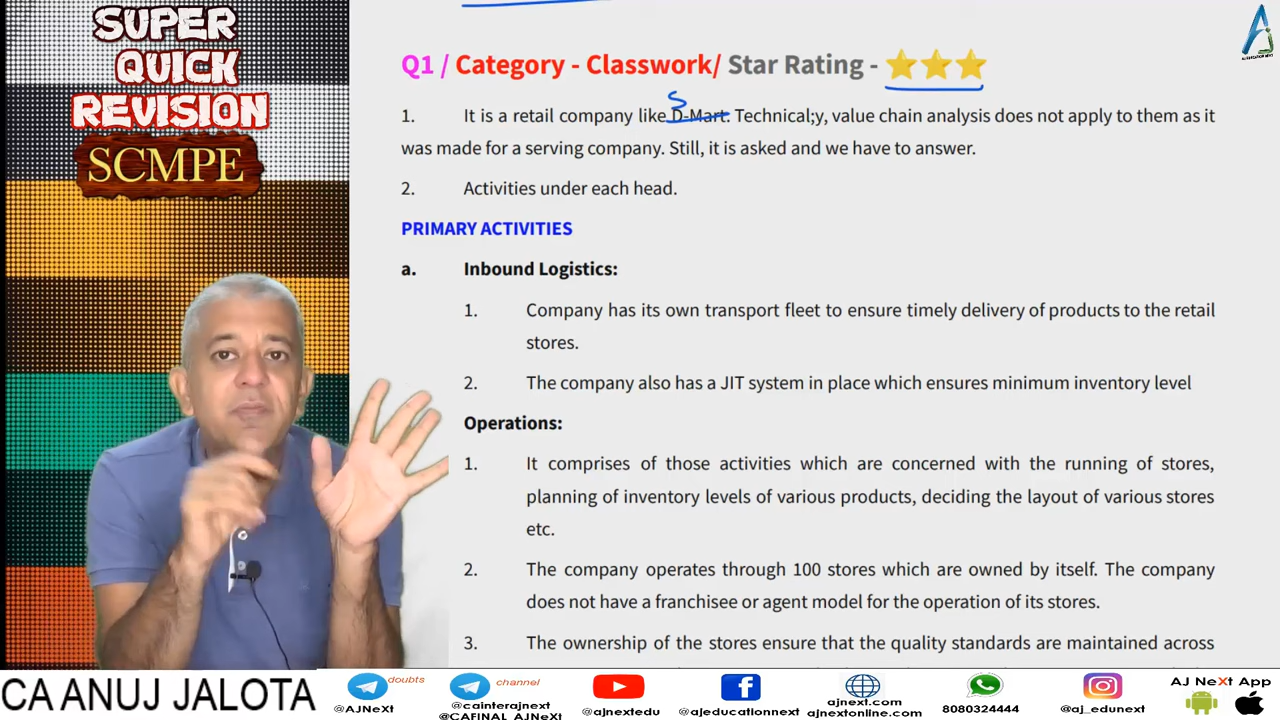 SUPER
QUICK
REVISION
SCMPE
Q1 / Category - Classwork/ Star Rating - ⭐⭐⭐
S
1. It is a retail company like D-Mart. Technical;y, value chain analysis does not apply to them as it
was made for a serving company. Still, it is asked and we have to answer.
2. Activities under each head.
PRIMARY ACTIVITIES
a. Inbound Logistics:
1. Company has its own transport fleet to ensure timely delivery of products to the retail
stores.
2. The company also has a JIT system in place which ensures minimum inventory level
Operations:
1. It comprises of those activities which are concerned with the running of stores,
planning of inventory levels of various products, deciding the layout of various stores
etc.
2. The company operates through 100 stores which are owned by itself. The company
does not have a franchisee or agent model for the operation of its stores.
3. The ownership of the stores ensure that the quality standards are maintained across
CA ANUJ JALOTA
doubts
@AJNeXt
channel
@cainterajnext
@CAFINAL_AJNeXt
@ajnextedu
@ajeducationnext
ajnext.com
ajnextonline.com
8080324444
@aj_edunext
AJ NeXt App